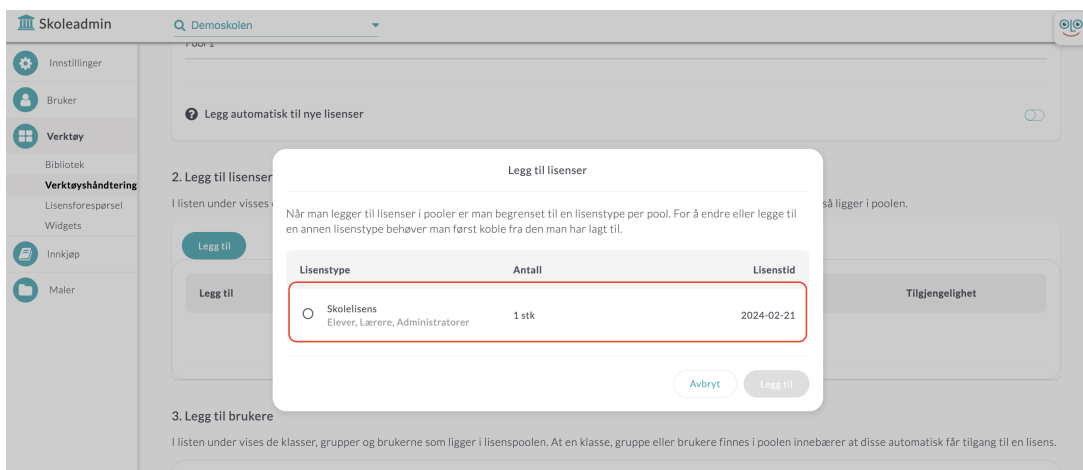 Skoleadmin
Demoskolen
Innstillinger
Bruker
Verktøy
Bibliotek
Verktøyshåndtering
Lisensforespørsel
Widgets
Innkjøp
Maler
Pool 1
Legg automatisk til nye lisenser
2. Legg til lisenser
I listen under visses
så ligger i poolen.
Legg til
Legg til
Tilgjengelighet
Legg til lisenser
Når man legger til lisenser i pooler er man begrenset til en lisenstype per pool. For å endre eller legge til
en annen lisenstype behøver man først koble fra den man har lagt til.
Lisenstype Antall Lisenstid
Skolelisens
Elever, Lærere, Administratorer
1 stk
2024-02-21
Avbryt Legg til
3. Legg til brukere
I listen under vises de klasser, grupper og brukerne som ligger i lisenspoolen. At en klasse, gruppe eller brukere finnes i poolen innebærer at disse automatisk får tilgang til en lisens.